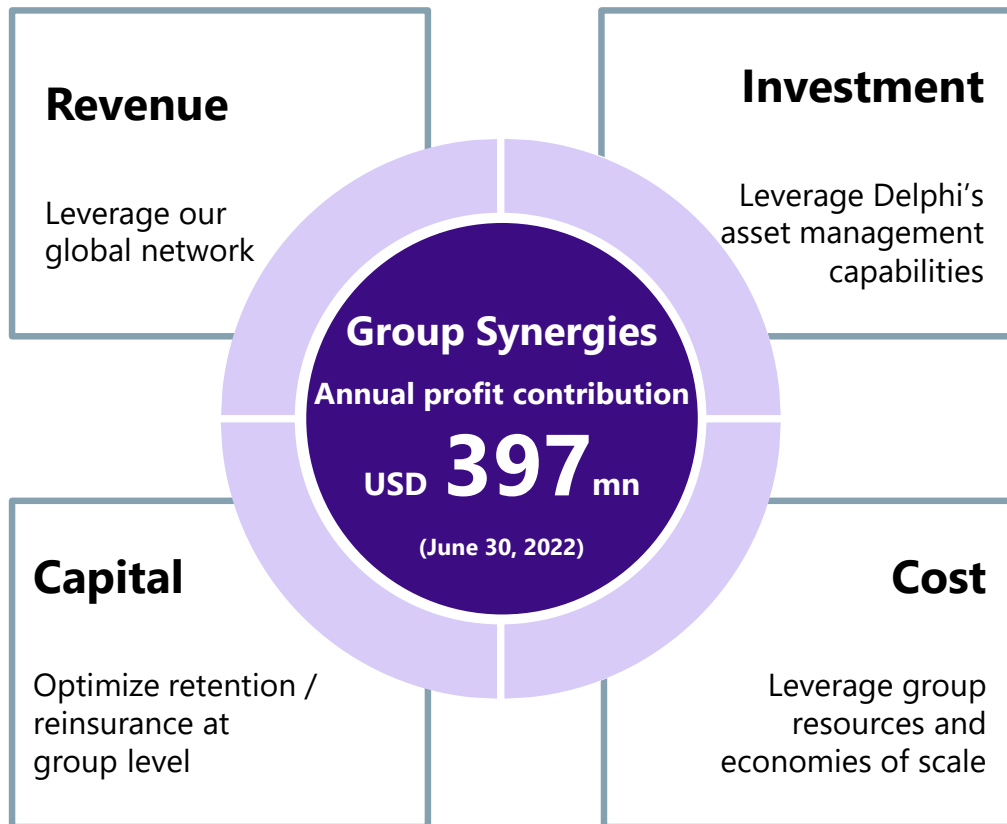 Revenue
Leverage our
global network
Investment
Leverage Delphi’s
asset management
capabilities
Group Synergies
Annual profit contribution
USD 397 mn
(June 30, 2022)
Capital
Optimize retention /
reinsurance at
group level
Cost
Leverage group
resources and
economies of scale